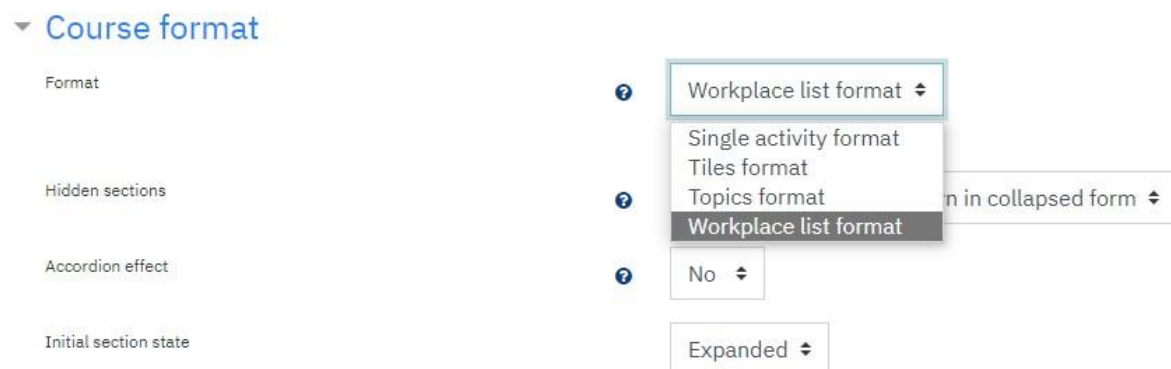 Course format
Format
Workplace list format
Single activity format
Tiles format
Topics format
Workplace list format
Hidden sections
n in collapsed form
Accordion effect
No
Initial section state
Expanded